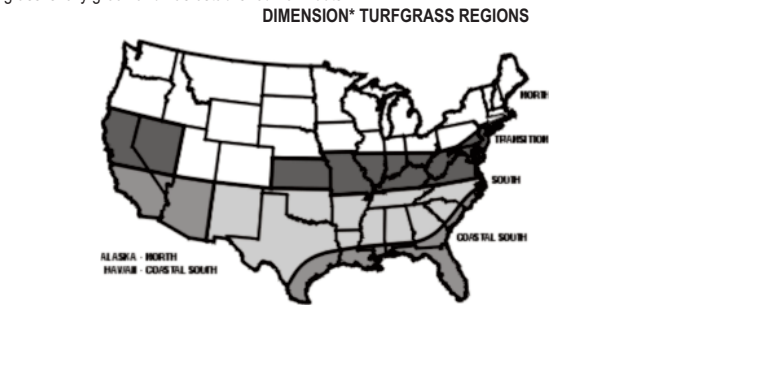 DIMENSION* TURFGRASS REGIONS
NORTH
TRANSITION
SOUTH
COASTAL SOUTH
ALASKA - NORTH
HAWAII - COASTAL SOUTH